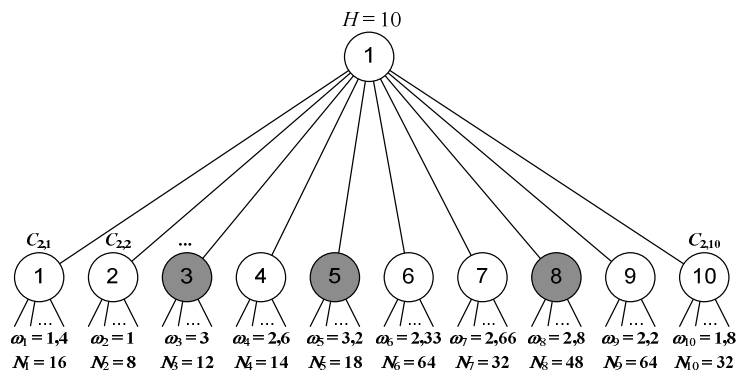 H = 10
1
C2,1 C2,2 ... C2,10
1 2 3 4 5 6 7 8 9 10
... ... ... ... ... ... ... ... ... ...
ω1 = 1,4 ω2 = 1 ω3 = 3 ω4 = 2,6 ω5 = 3,2 ω6 = 2,33 ω7 = 2,66 ω8 = 2,8 ω9 = 2,2 ω10 = 1,8
N1 = 16 N2 = 8 N3 = 12 N4 = 14 N5 = 18 N6 = 64 N7 = 32 N8 = 48 N9 = 64 N10 = 32